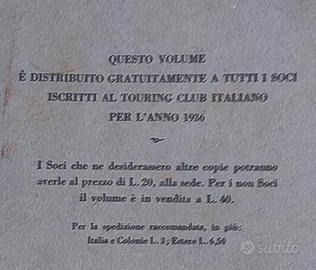 QUESTO VOLUME
È DISTRIBUITO GRATUITAMENTE A TUTTI I SOCI
ISCRITTI AL TOURING CLUB ITALIANO
PER L'ANNO 1936
I Soci che ne desiderassero altre copie potranno
averle al prezzo di L. 20, alla sede. Per i non Soci
il volume è in vendita a L. 40.
Per la spedizione raccomandata, in più:
Italia e Colonie L. 3; Estero L. 6,50
subito